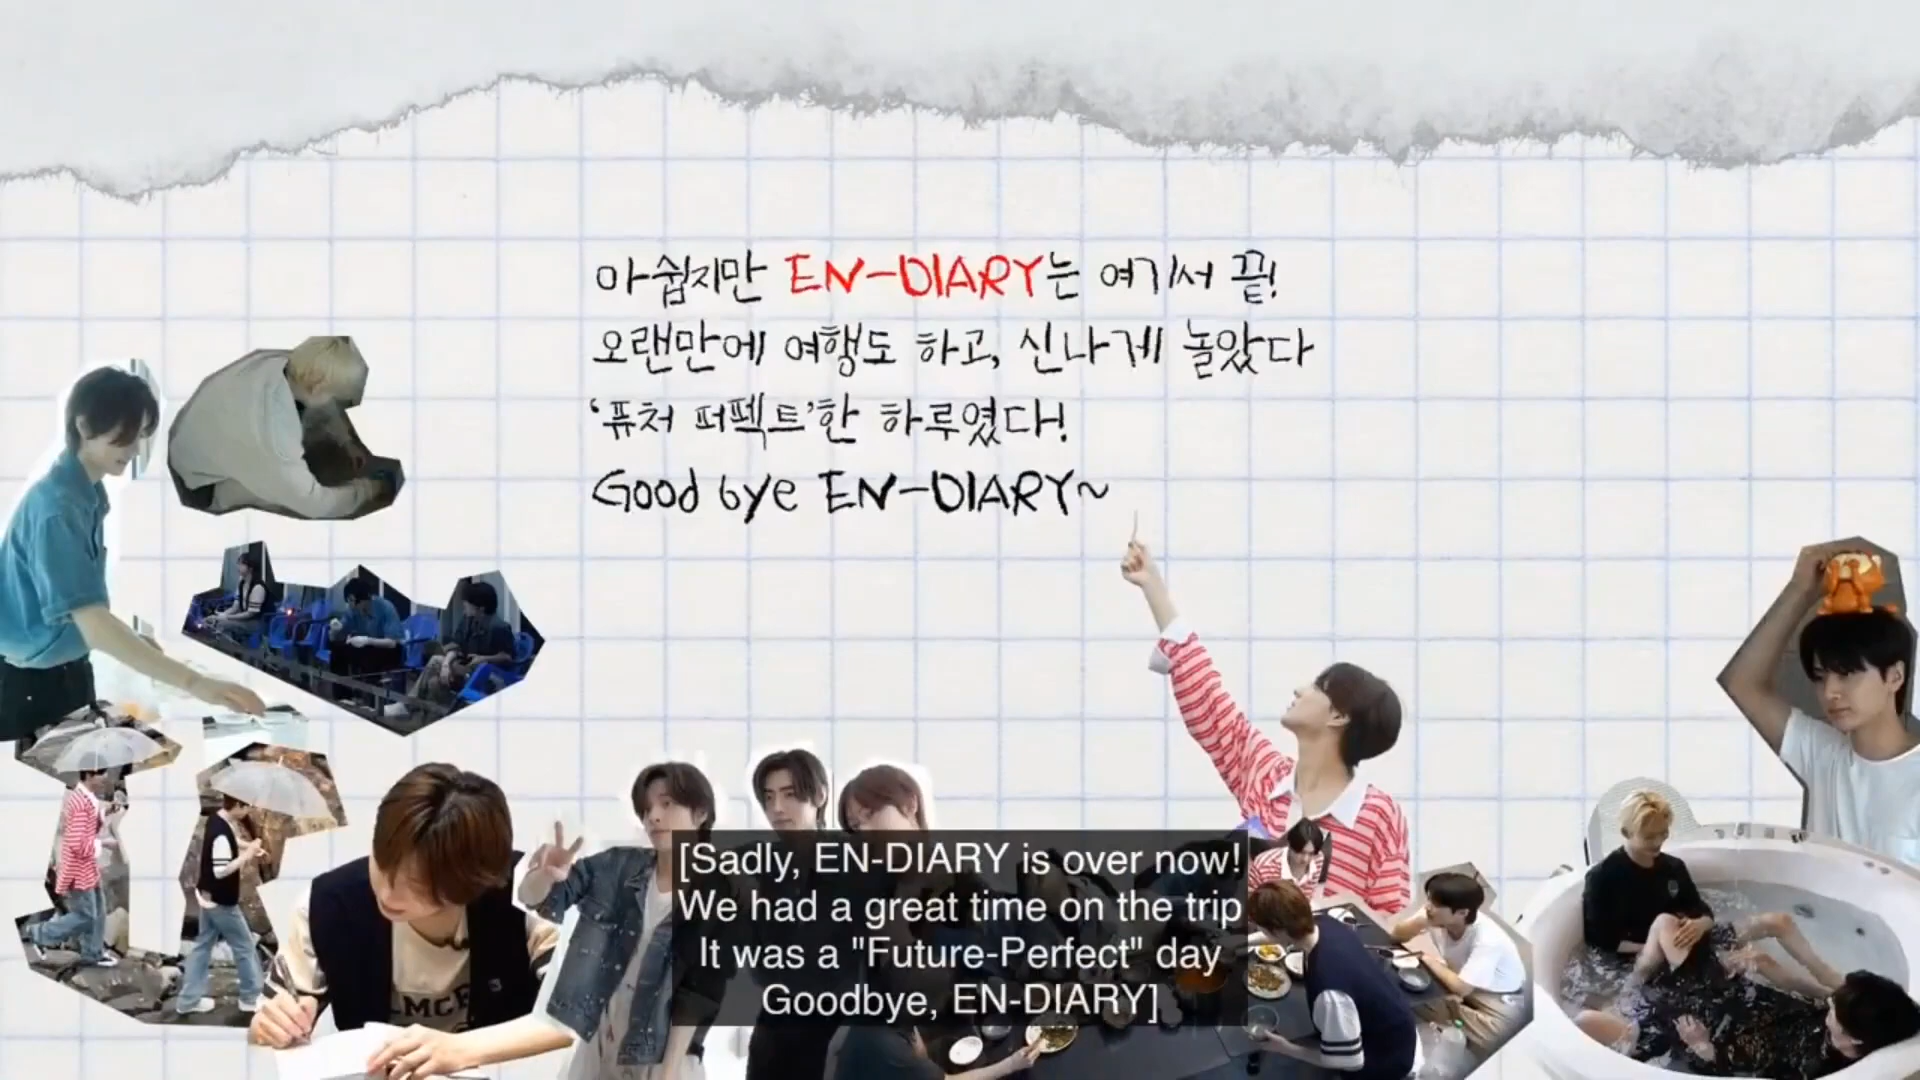 아쉽지만 EN-DIARY는 여기서 끝!
오랜만에 여행도 하고, 신나게 놀았다
‘퓨처 퍼펙트’한 하루였다!
Good bye EN-DIARY~
[Sadly, EN-DIARY is over now!
We had a great time on the trip
It was a "Future-Perfect" day
Goodbye, EN-DIARY]